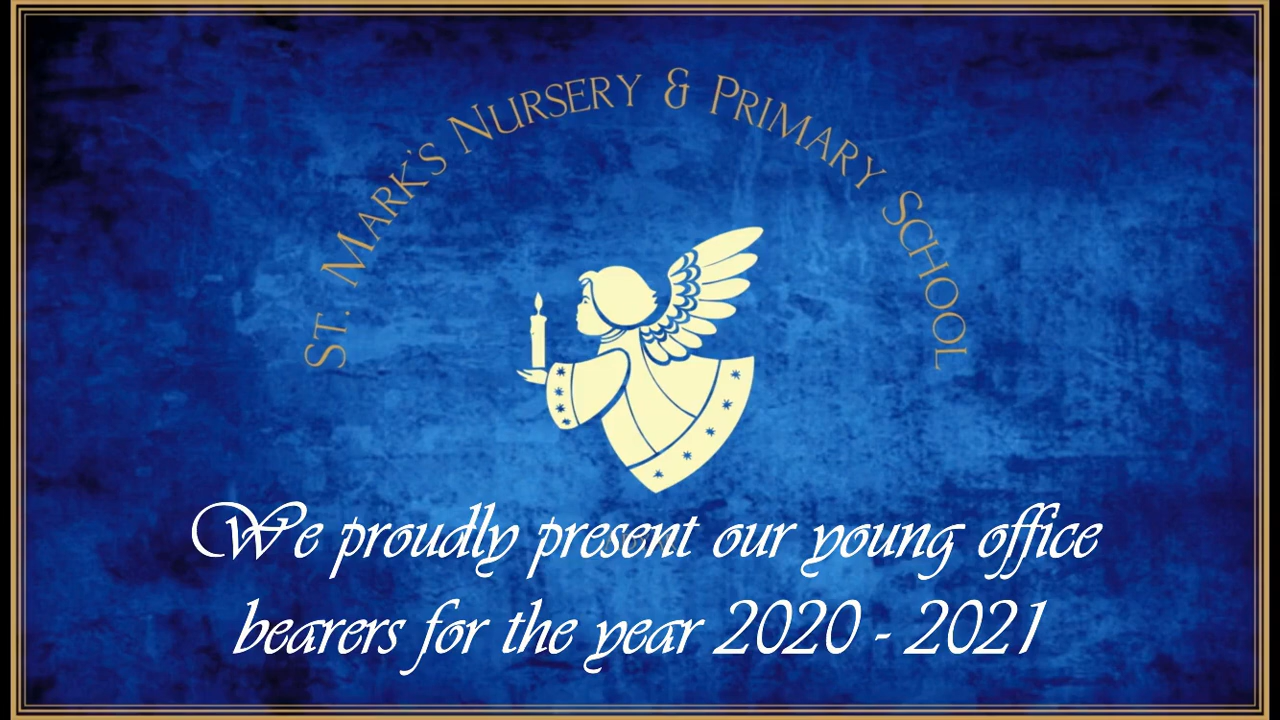 St. Mark's Nursery & Primary School
We proudly present our young office
bearers for the year 2020 - 2021